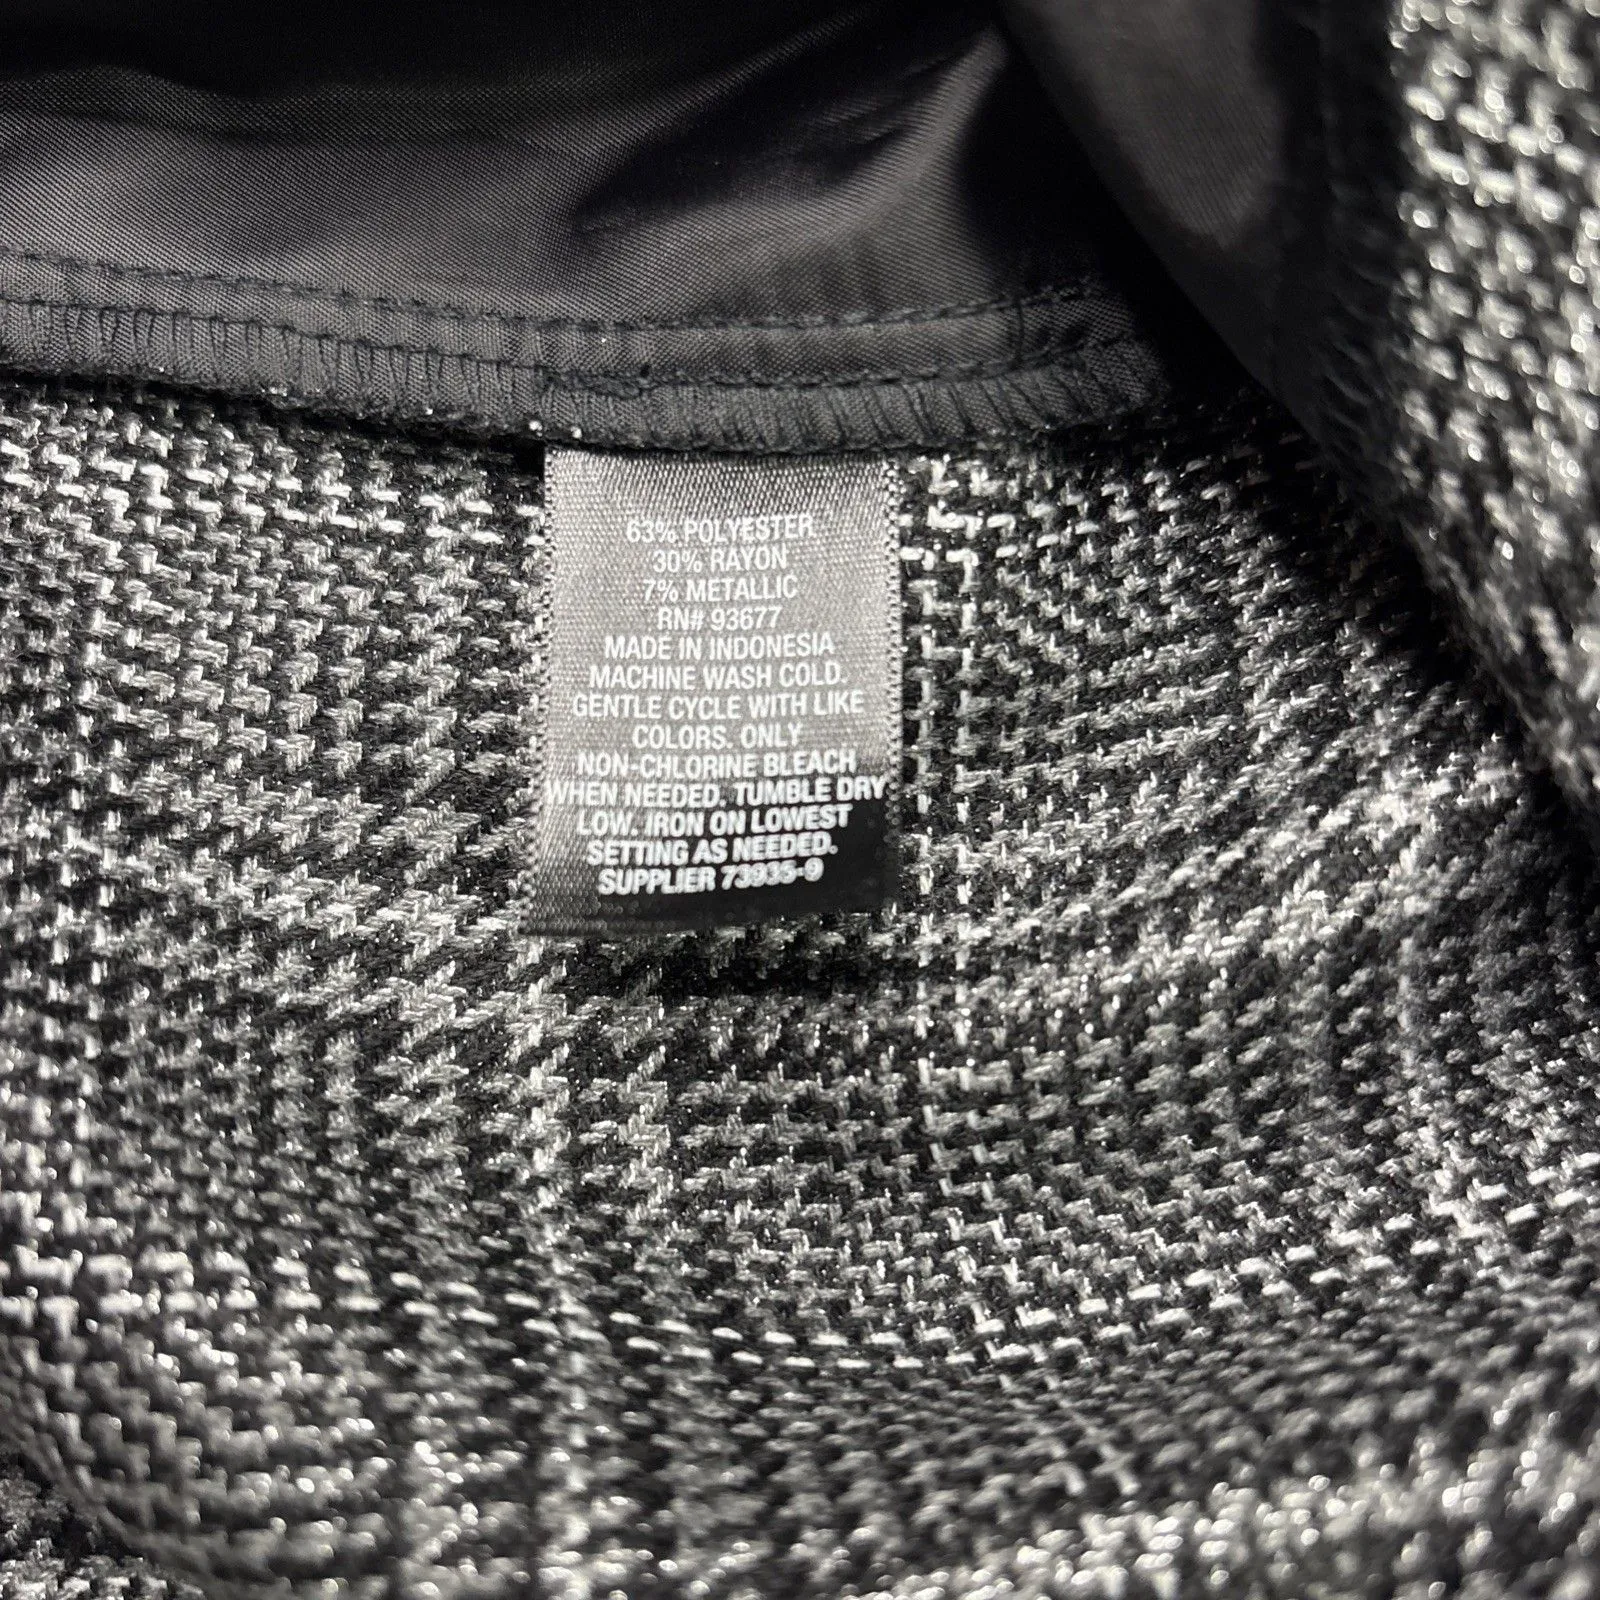 63% POLYESTER
30% RAYON
7% METALLIC
RN# 93677
MADE IN INDONESIA
MACHINE WASH COLD.
GENTLE CYCLE WITH LIKE
COLORS. ONLY
NON-CHLORINE BLEACH
WHEN NEEDED. TUMBLE DRY
LOW. IRON ON LOWEST
SETTING AS NEEDED.
SUPPLIER 73935-9